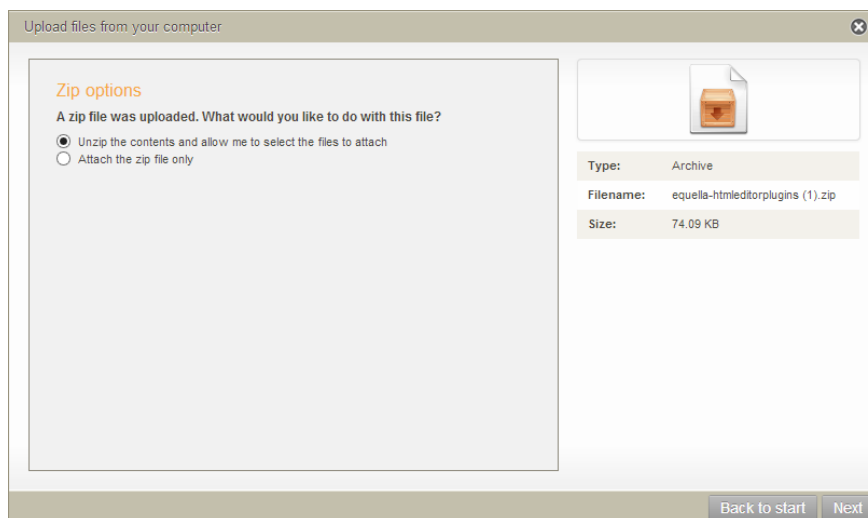 Upload files from your computer
Zip options
A zip file was uploaded. What would you like to do with this file?
Unzip the contents and allow me to select the files to attach
Attach the zip file only
Type: Archive
Filename: equella-htmleditorplugins (1).zip
Size: 74.09 KB
Back to start Next